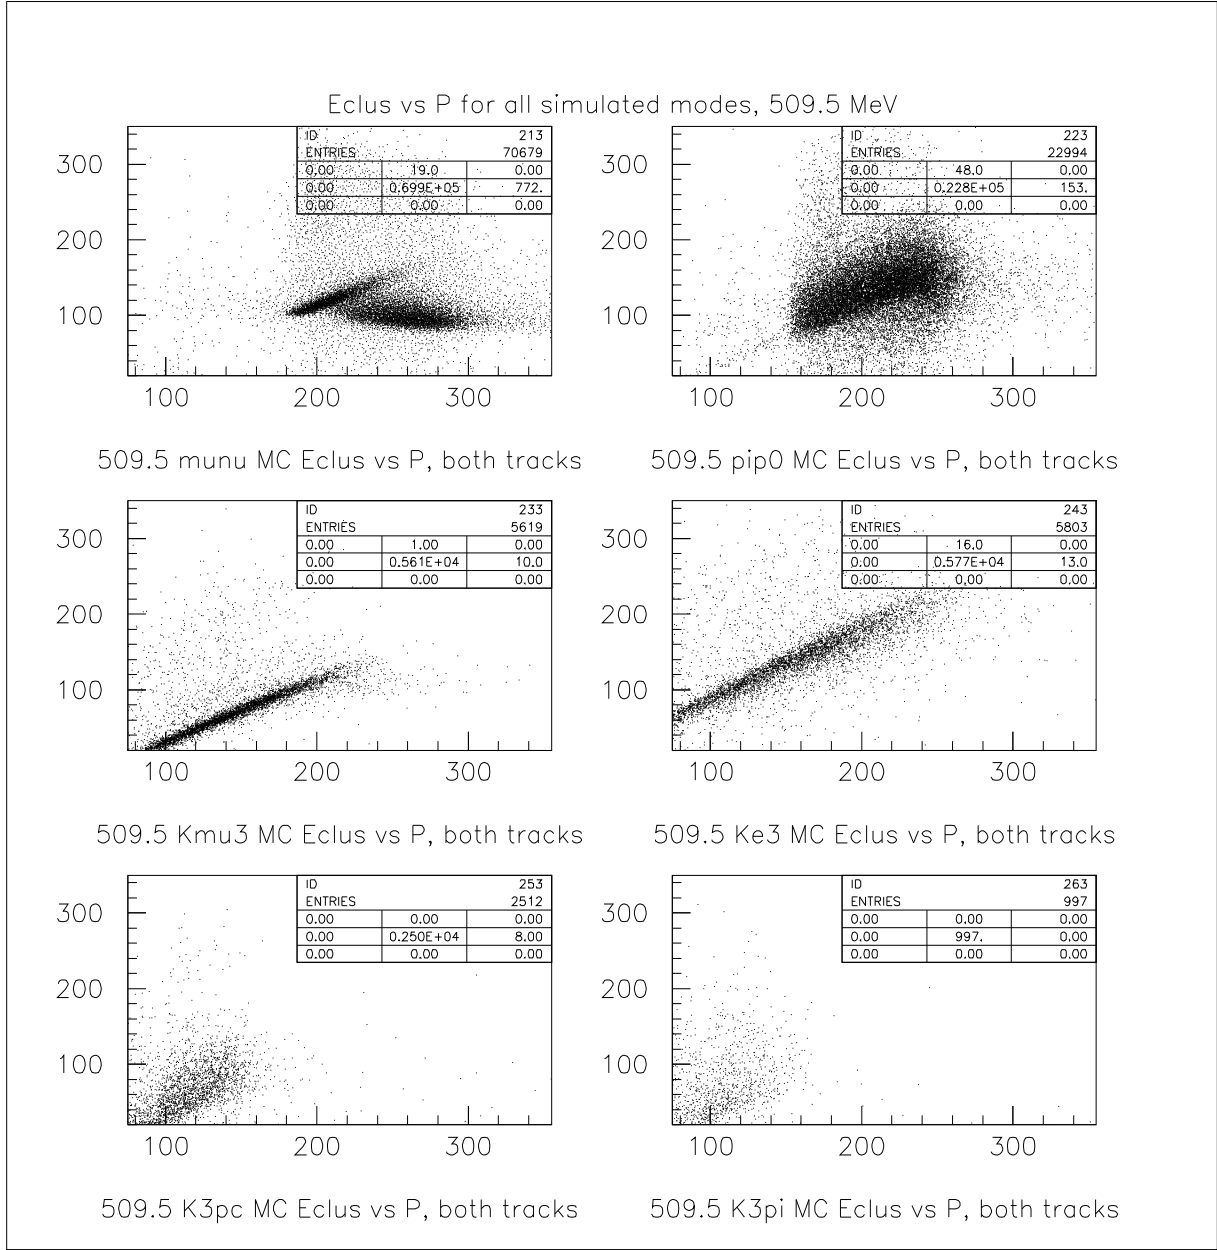 Eclus vs P for all simulated modes, 509.5 MeV
ID 213
ENTRIES 70679
0.00 19.0 0.00
0.00 0.699E+05 772.
0.00 0.00 0.00
300
200
100
100 200 300
509.5 munu MC Eclus vs P, both tracks
ID 223
ENTRIES 22994
0.00 48.0 0.00
0.00 0.228E+05 153.
0.00 0.00 0.00
300
200
100
100 200 300
509.5 pip0 MC Eclus vs P, both tracks
ID 233
ENTRIES 5619
0.00 1.00 0.00
0.00 0.561E+04 10.0
0.00 0.00 0.00
300
200
100
100 200 300
509.5 Kmu3 MC Eclus vs P, both tracks
ID 243
ENTRIES 5803
0.00 16.0 0.00
0.00 0.577E+04 13.0
0.00 0.00 0.00
300
200
100
100 200 300
509.5 Ke3 MC Eclus vs P, both tracks
ID 253
ENTRIES 2512
0.00 0.00 0.00
0.00 0.250E+04 8.00
0.00 0.00 0.00
300
200
100
100 200 300
509.5 K3pc MC Eclus vs P, both tracks
ID 263
ENTRIES 997
0.00 0.00 0.00
0.00 997. 0.00
0.00 0.00 0.00
300
200
100
100 200 300
509.5 K3pi MC Eclus vs P, both tracks